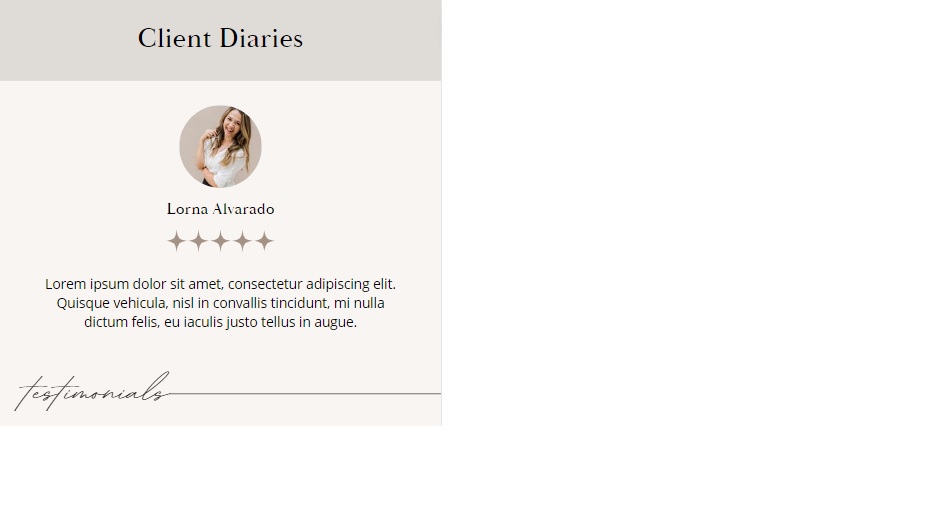 Client Diaries
Lorna Alvarado
Lorem ipsum dolor sit amet, consectetur adipiscing elit.
Quisque vehicula, nisl in convallis tincidunt, mi nulla
dictum felis, eu iaculis justo tellus in augue.
testimonials